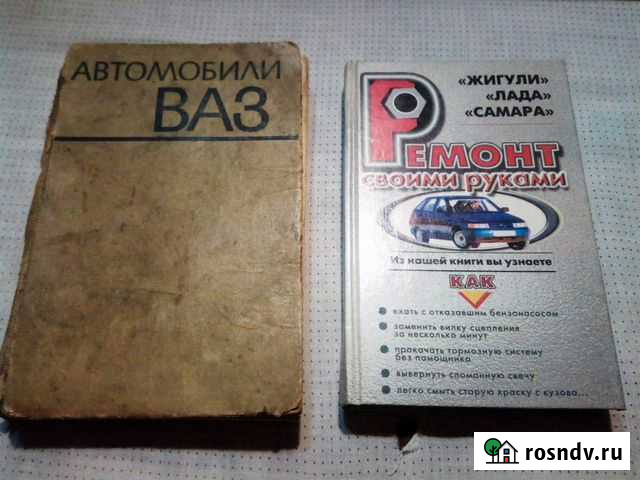 АВТОМОБИЛИ
ВАЗ
«ЖИГУЛИ»
«ЛАДА»
«САМАРА»
РЕМОНТ
своими руками
Из нашей книги вы узнаете
КАК
ехать с отказавшим бензонасосом
заменить вилку сцепления
за несколько минут
прокачать тормозную систему
без помощника
вывернуть сломанную свечу
легко смыть старую краску с кузова...
rosndv.ru